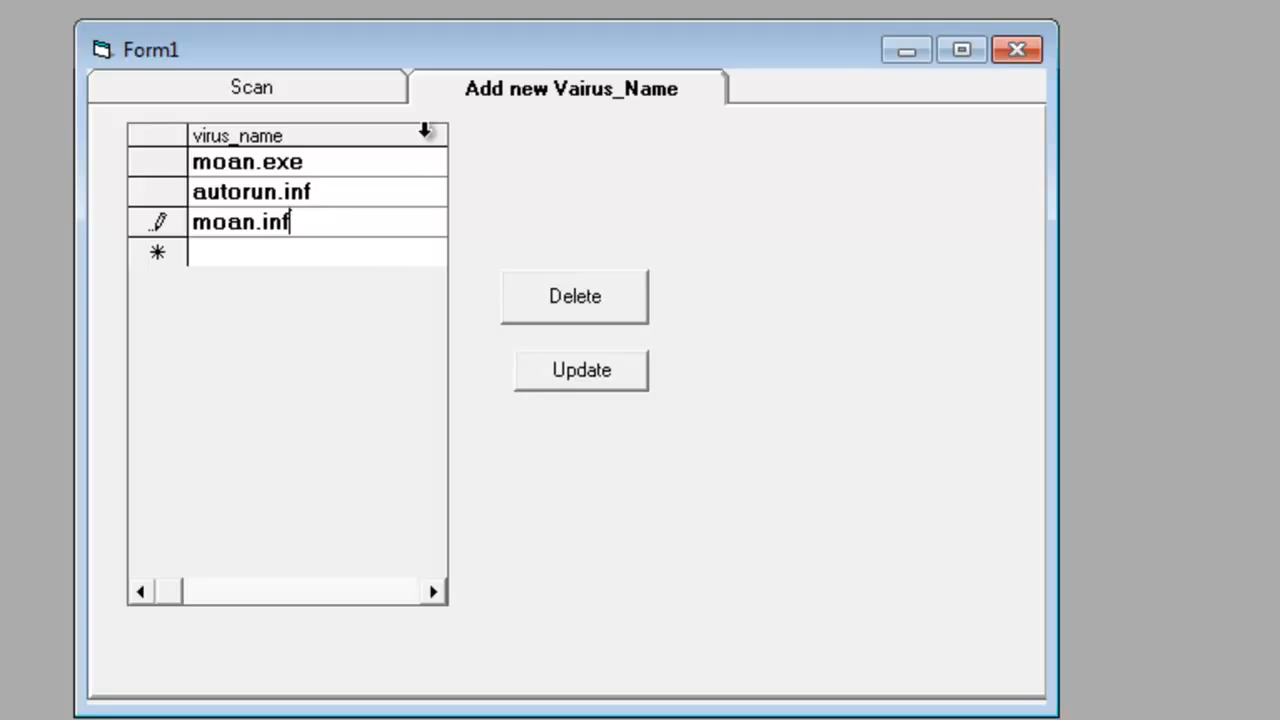 Form1
Scan
Add new Vairus_Name
virus_name
moan.exe
autorun.inf
moan.inf
Delete
Update